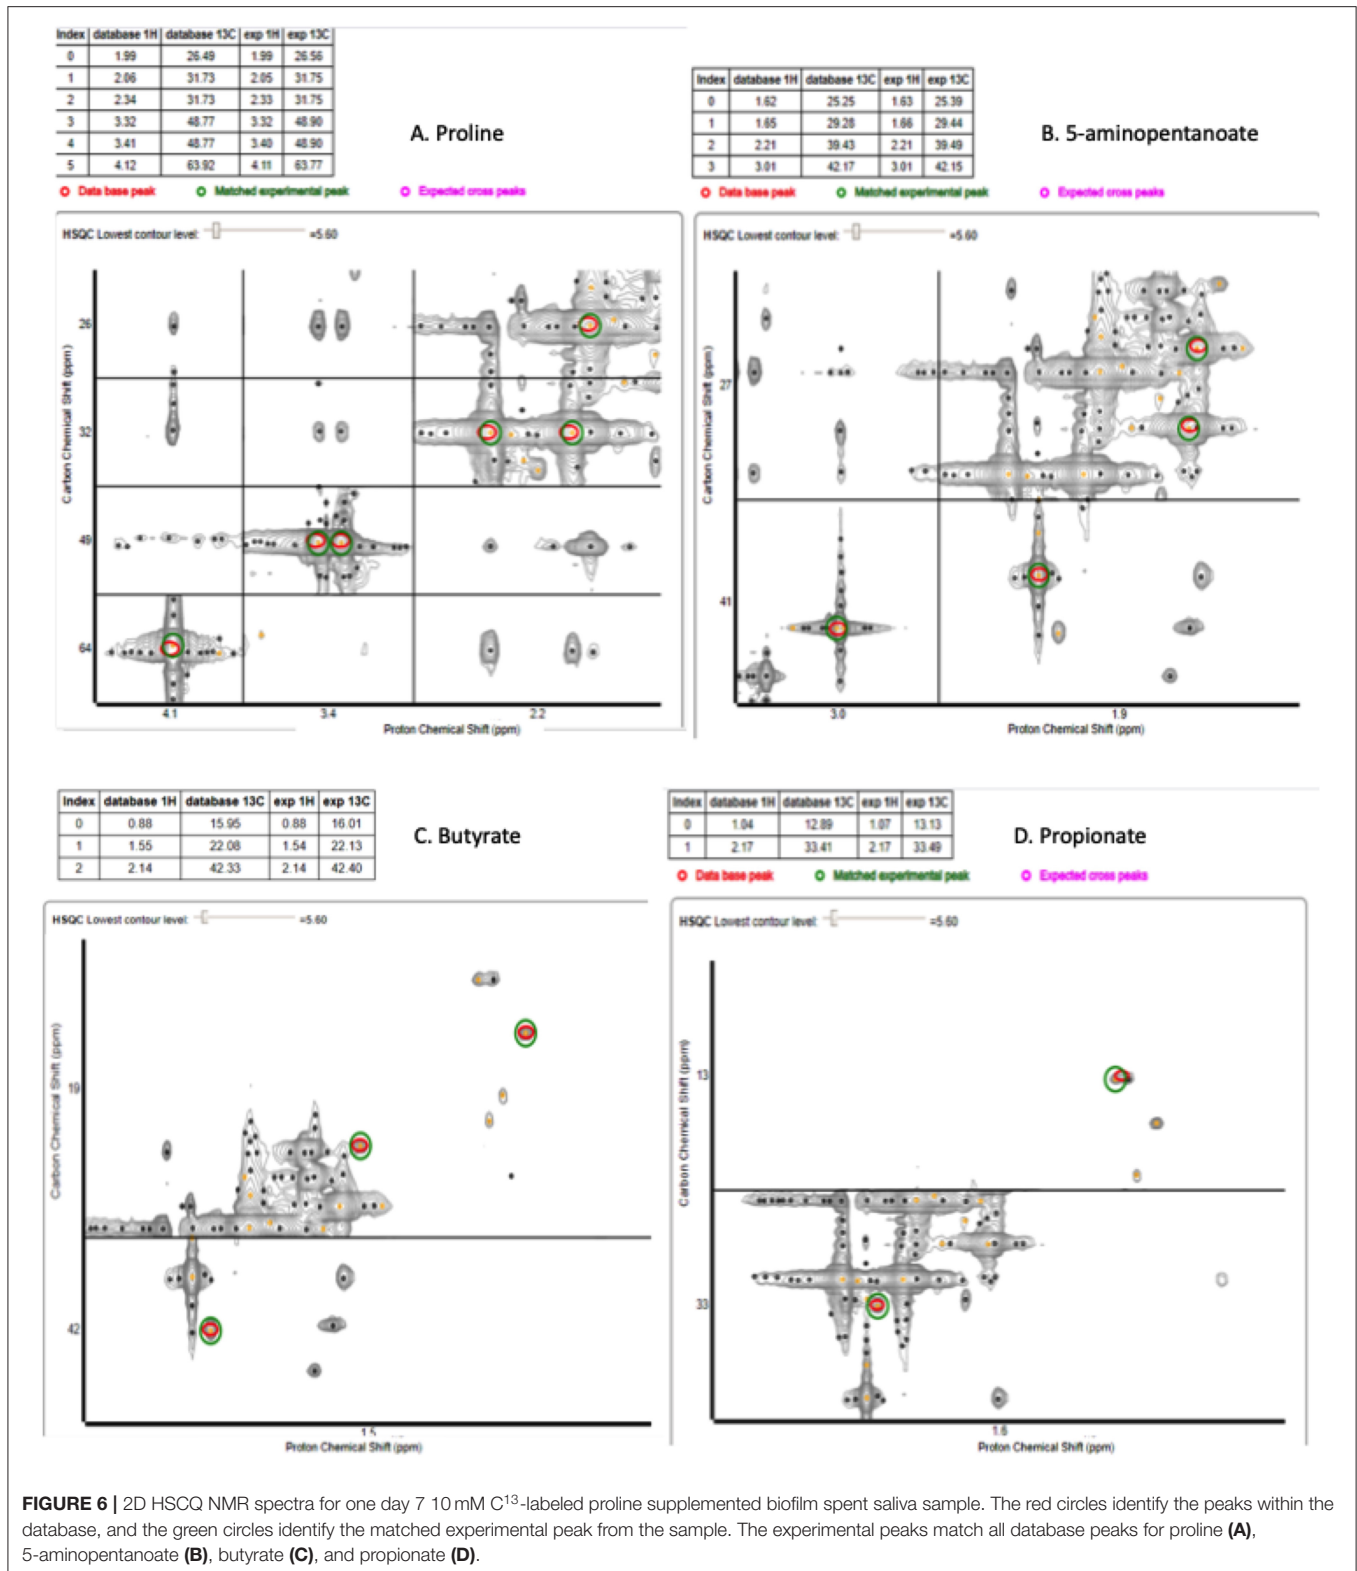 Index database 1H database 13C exp 1H exp 13C
0 1.99 26.49 1.99 26.56
1 2.06 31.73 2.05 31.75
2 2.34 31.73 2.33 31.75
3 3.32 48.77 3.32 48.90
4 3.41 48.77 3.40 48.90
5 4.12 63.92 4.11 63.77
A. Proline
Data base peak Matched experimental peak Expected cross peaks
HSQC Lowest contour level: =5.60
Carbon Chemical Shift (ppm)
26
32
49
64
4.1 3.4 2.2
Proton Chemical Shift (ppm)
Index database 1H database 13C exp 1H exp 13C
0 1.62 25.25 1.63 25.39
1 1.65 29.28 1.66 29.44
2 2.21 39.43 2.21 39.49
3 3.01 42.17 3.01 42.15
B. 5-aminopentanoate
Data base peak Matched experimental peak Expected cross peaks
HSQC Lowest contour level: =5.60
Carbon Chemical Shift (ppm)
27
41
3.0 1.9
Proton Chemical Shift (ppm)
Index database 1H database 13C exp 1H exp 13C
0 0.88 15.95 0.88 16.01
1 1.55 22.08 1.54 22.13
2 2.14 42.33 2.14 42.40
C. Butyrate
HSQC Lowest contour level: =5.60
Carbon Chemical Shift (ppm)
19
42
1.5
Proton Chemical Shift (ppm)
Index database 1H database 13C exp 1H exp 13C
0 1.04 12.89 1.07 13.13
1 2.17 33.41 2.17 33.49
D. Propionate
Data base peak Matched experimental peak Expected cross peaks
HSQC Lowest contour level: =5.60
Carbon Chemical Shift (ppm)
13
33
1.6
Proton Chemical Shift (ppm)
FIGURE 6 | 2D HSCQ NMR spectra for one day 7 10 mM C13-labeled proline supplemented biofilm spent saliva sample. The red circles identify the peaks within the
database, and the green circles identify the matched experimental peak from the sample. The experimental peaks match all database peaks for proline (A),
5-aminopentanoate (B), butyrate (C), and propionate (D).